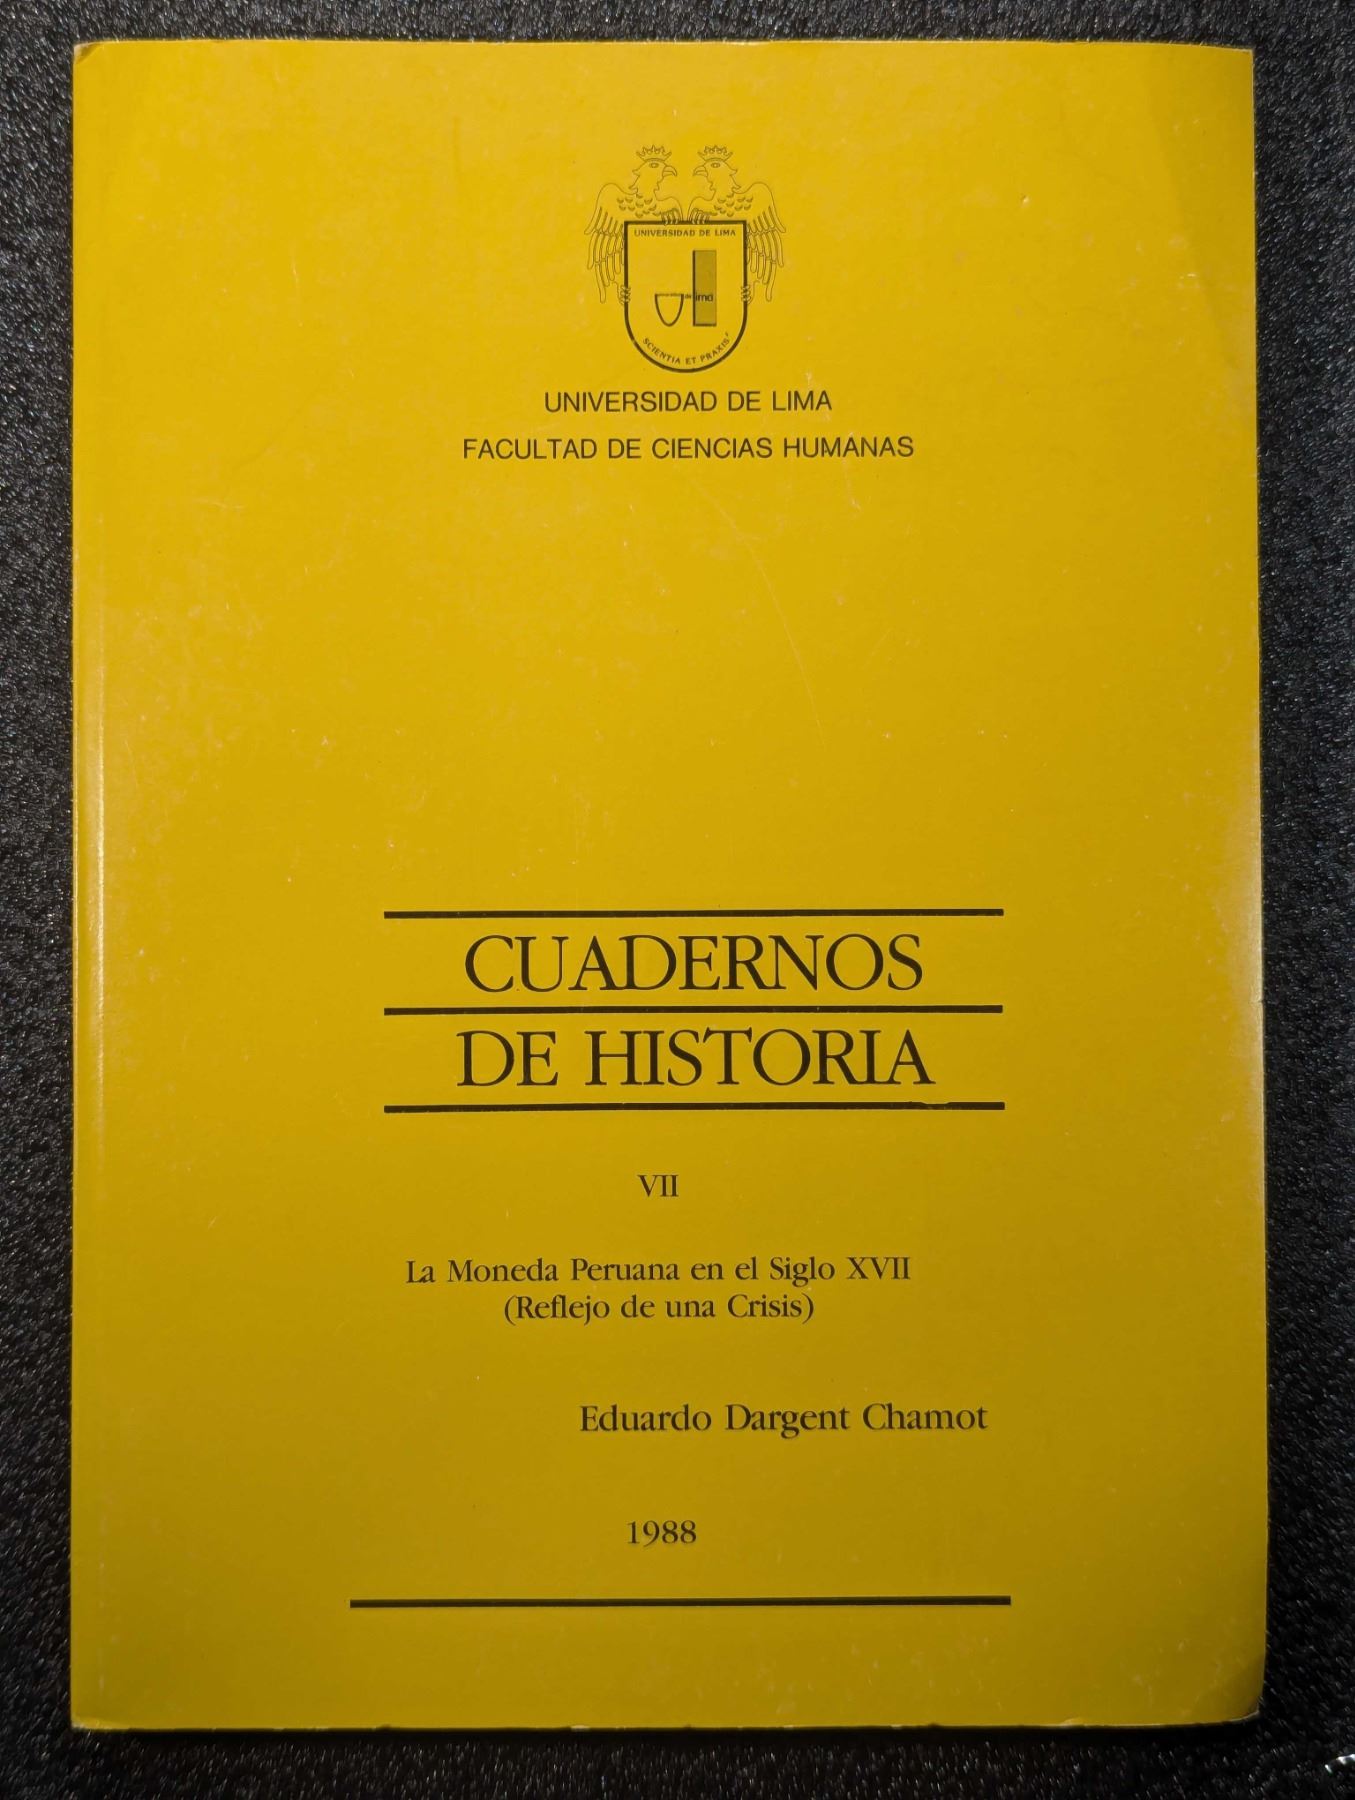 UNIVERSIDAD DE LIMA
SCIENTIA ET PRAXIS
UNIVERSIDAD DE LIMA
FACULTAD DE CIENCIAS HUMANAS
CUADERNOS
DE HISTORIA
VII
La Moneda Peruana en el Siglo XVII
(Reflejo de una Crisis)
Eduardo Dargent Chamot
1988